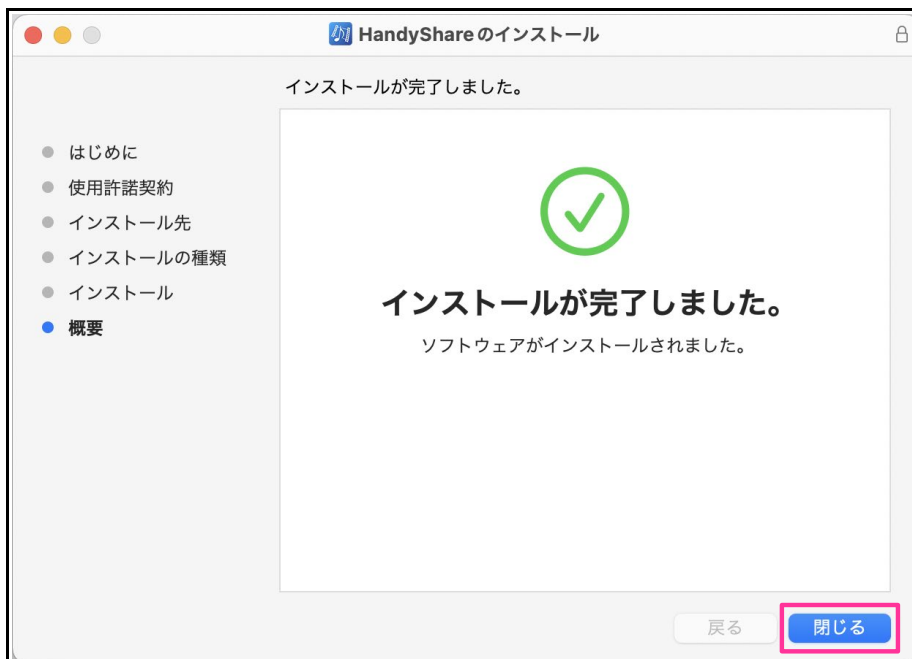 HandyShareのインストール
インストールが完了しました。
はじめに
使用許諾契約
インストール先
インストールの種類
インストール
概要
インストールが完了しました。
ソフトウェアがインストールされました。
戻る
閉じる